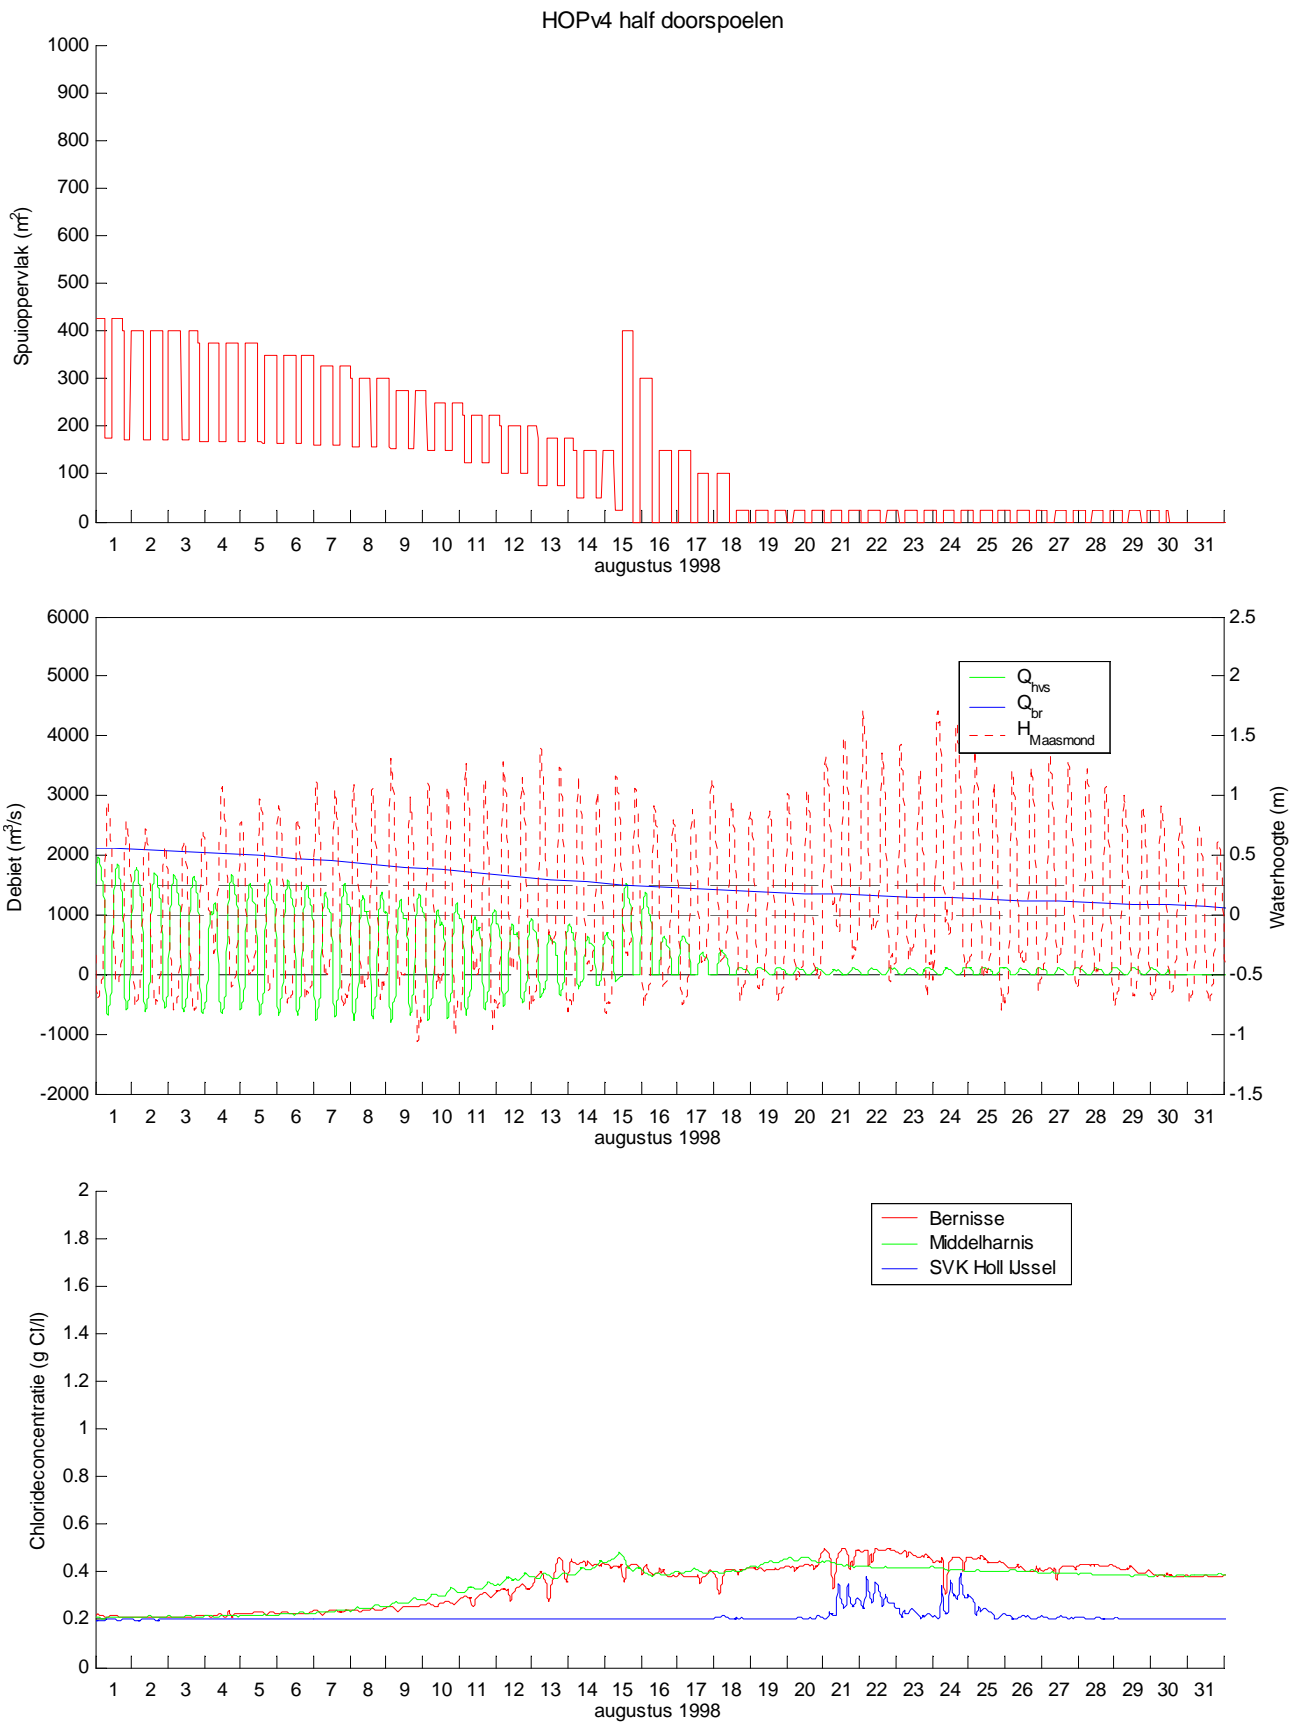 HOPv4 half doorspoelen
1000
900
800
700
600
500
400
300
200
100
0
Spuioppervlak (m²)
1 2 3 4 5 6 7 8 9 10 11 12 13 14 15 16 17 18 19 20 21 22 23 24 25 26 27 28 29 30 31
augustus 1998
6000
5000
4000
3000
2000
1000
0
-1000
-2000
Debiet (m³/s)
2.5
2
1.5
1
0.5
0
-0.5
-1
-1.5
Waterhoogte (m)
Q_hvs
Q_br
H_Maasmond
1 2 3 4 5 6 7 8 9 10 11 12 13 14 15 16 17 18 19 20 21 22 23 24 25 26 27 28 29 30 31
augustus 1998
2
1.8
1.6
1.4
1.2
1
0.8
0.6
0.4
0.2
0
Chlorideconcentratie (g Cl/l)
Bernisse
Middelharnis
SVK Holl IJssel
1 2 3 4 5 6 7 8 9 10 11 12 13 14 15 16 17 18 19 20 21 22 23 24 25 26 27 28 29 30 31
augustus 1998